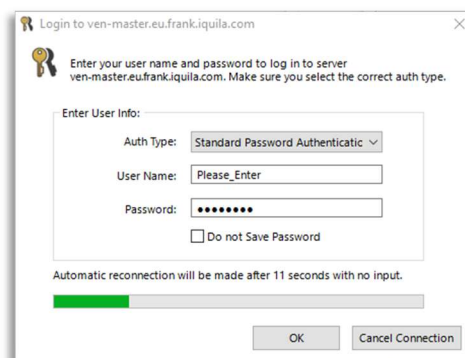 Login to ven-master.eu.frank.iquila.com
Enter your user name and password to log in to server
ven-master.eu.frank.iquila.com. Make sure you select the correct auth type.
Enter User Info:
Auth Type: Standard Password Authenticatic
User Name: Please_Enter
Password: ●●●●●●●●
Do not Save Password
Automatic reconnection will be made after 11 seconds with no input.
OK Cancel Connection